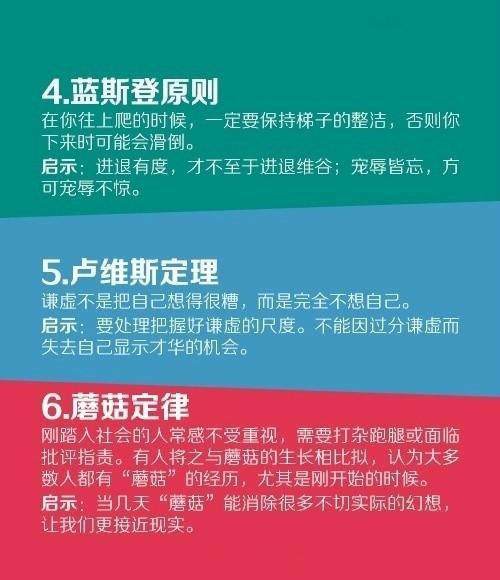 4.蓝斯登原则
在你往上爬的时候，一定要保持梯子的整洁，否则你
下来时可能会滑倒。
启示：进退有度，才不至于进退维谷；宠辱皆忘，方
可宠辱不惊。
5.卢维斯定理
谦虚不是把自己想得很糟，而是完全不想自己。
启示：要处理把握好谦虚的尺度。不能因过分谦虚而
失去自己显示才华的机会。
6.蘑菇定律
刚踏入社会的人常感不受重视，需要打杂跑腿或面临
批评指责。有人将之与蘑菇的生长相比拟，认为大多
数人都有“蘑菇”的经历，尤其是刚开始的时候。
启示：当几天“蘑菇”能消除很多不切实际的幻想，
让我们更接近现实。